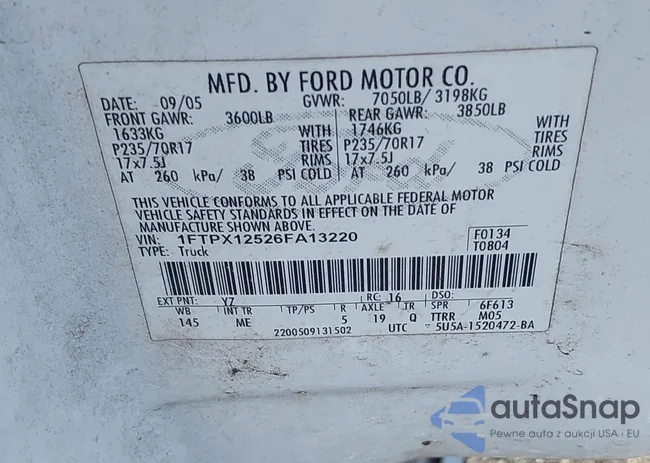 MFD. BY FORD MOTOR CO.
DATE: 09/05 GVWR: 7050LB/ 3198KG
FRONT GAWR: 3600LB REAR GAWR: 3850LB
1633KG WITH 1746KG WITH
P235/70R17 TIRES P235/70R17 TIRES
17x7.5J RIMS 17x7.5J RIMS
AT 260 kPa/ 38 PSI COLD AT 260 kPa/ 38 PSI COLD
Ford
THIS VEHICLE CONFORMS TO ALL APPLICABLE FEDERAL MOTOR
VEHICLE SAFETY STANDARDS IN EFFECT ON THE DATE OF
MANUFACTURE SHOWN ABOVE.
VIN: 1FTPX12526FA13220 F0134
TYPE: Truck T0804
EXT PNT: YZ RC: 16 DSO:
WB INT TR TP/PS R AXLE TR SPR 6F613
145 ME 5 19 Q TTRR M05
2200509131502 UTC 5U5A-1520472-BA
autaSnap
Pewne auta z aukcji USA i EU